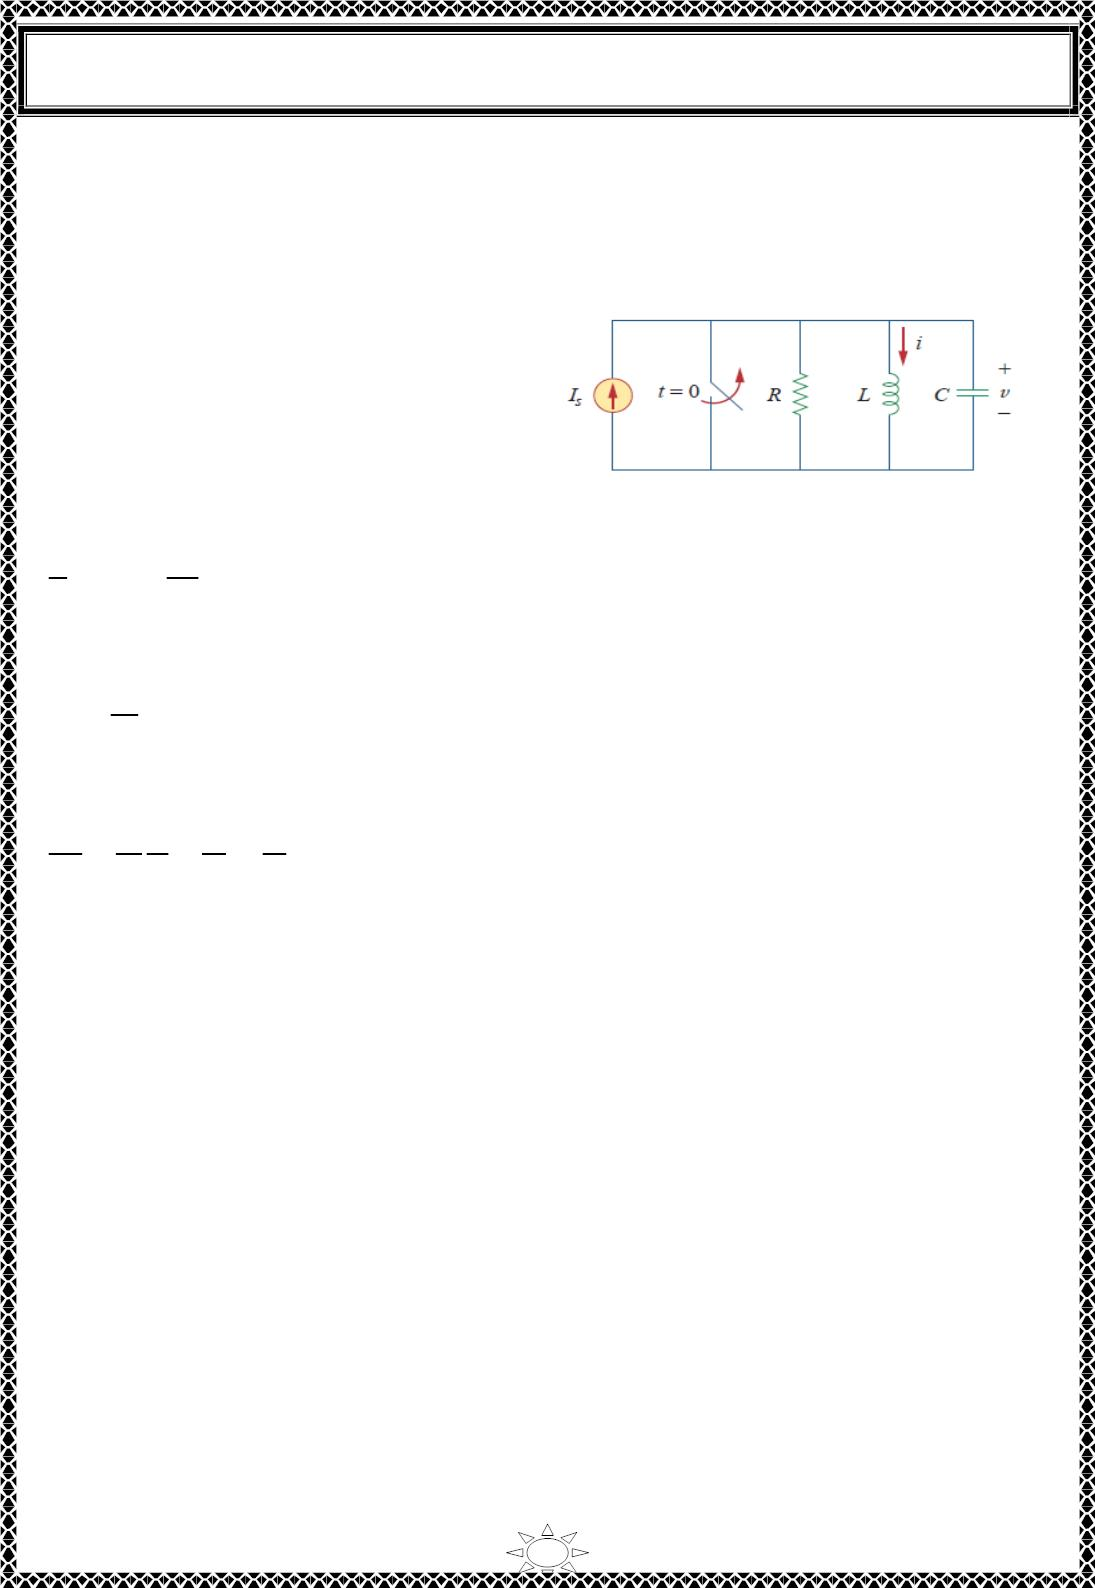 i
I_s t = 0 R L C + v −